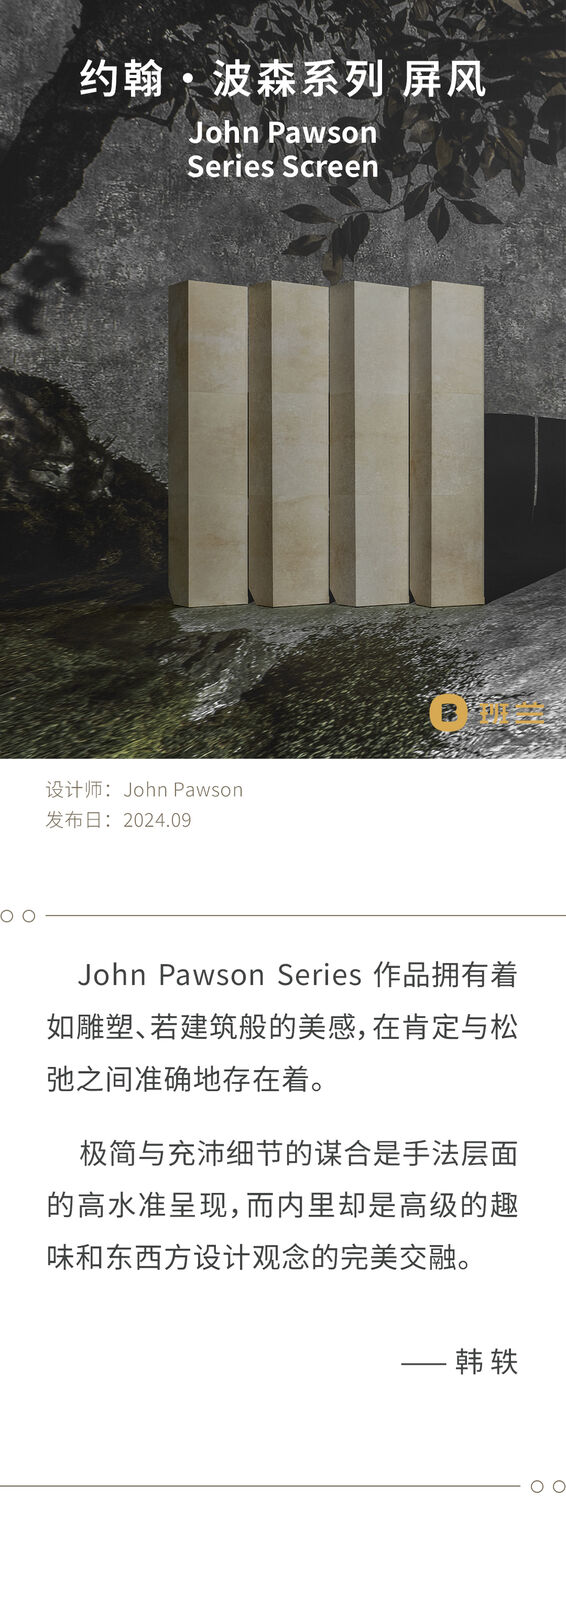 约翰·波森系列 屏风
John Pawson
Series Screen
班兰
设计师：John Pawson
发布日：2024.09
John Pawson Series 作品拥有着
如雕塑、若建筑般的美感，在肯定与松
弛之间准确地存在着。
极简与充沛细节的谋合是手法层面
的高水准呈现，而内里却是高级的趣
味和东西方设计观念的完美交融。
—— 韩 轶